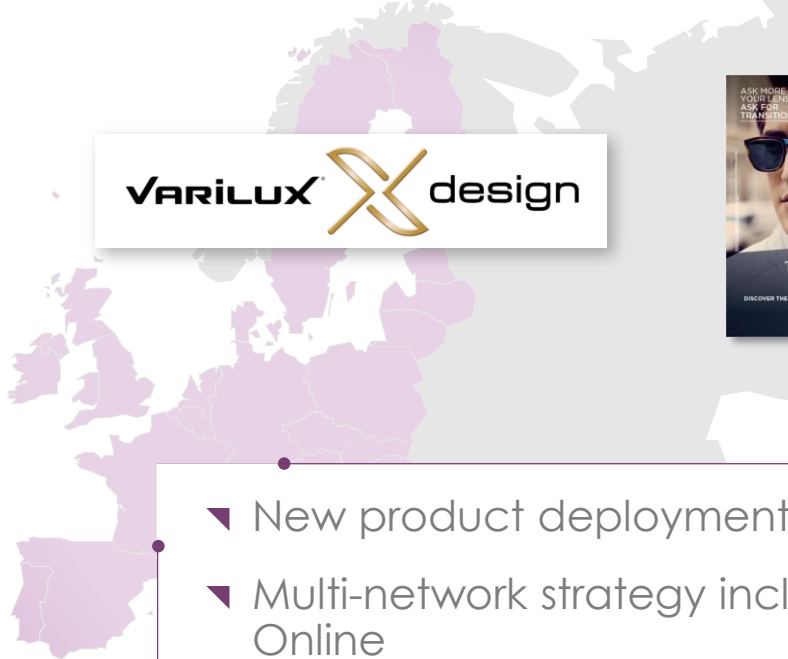 VARILUX X design
ASK MORE
YOUR LENS
ASK FOR
TRANSITIO
DISCOVER THE
New product deployment
Multi-network strategy incl
Online